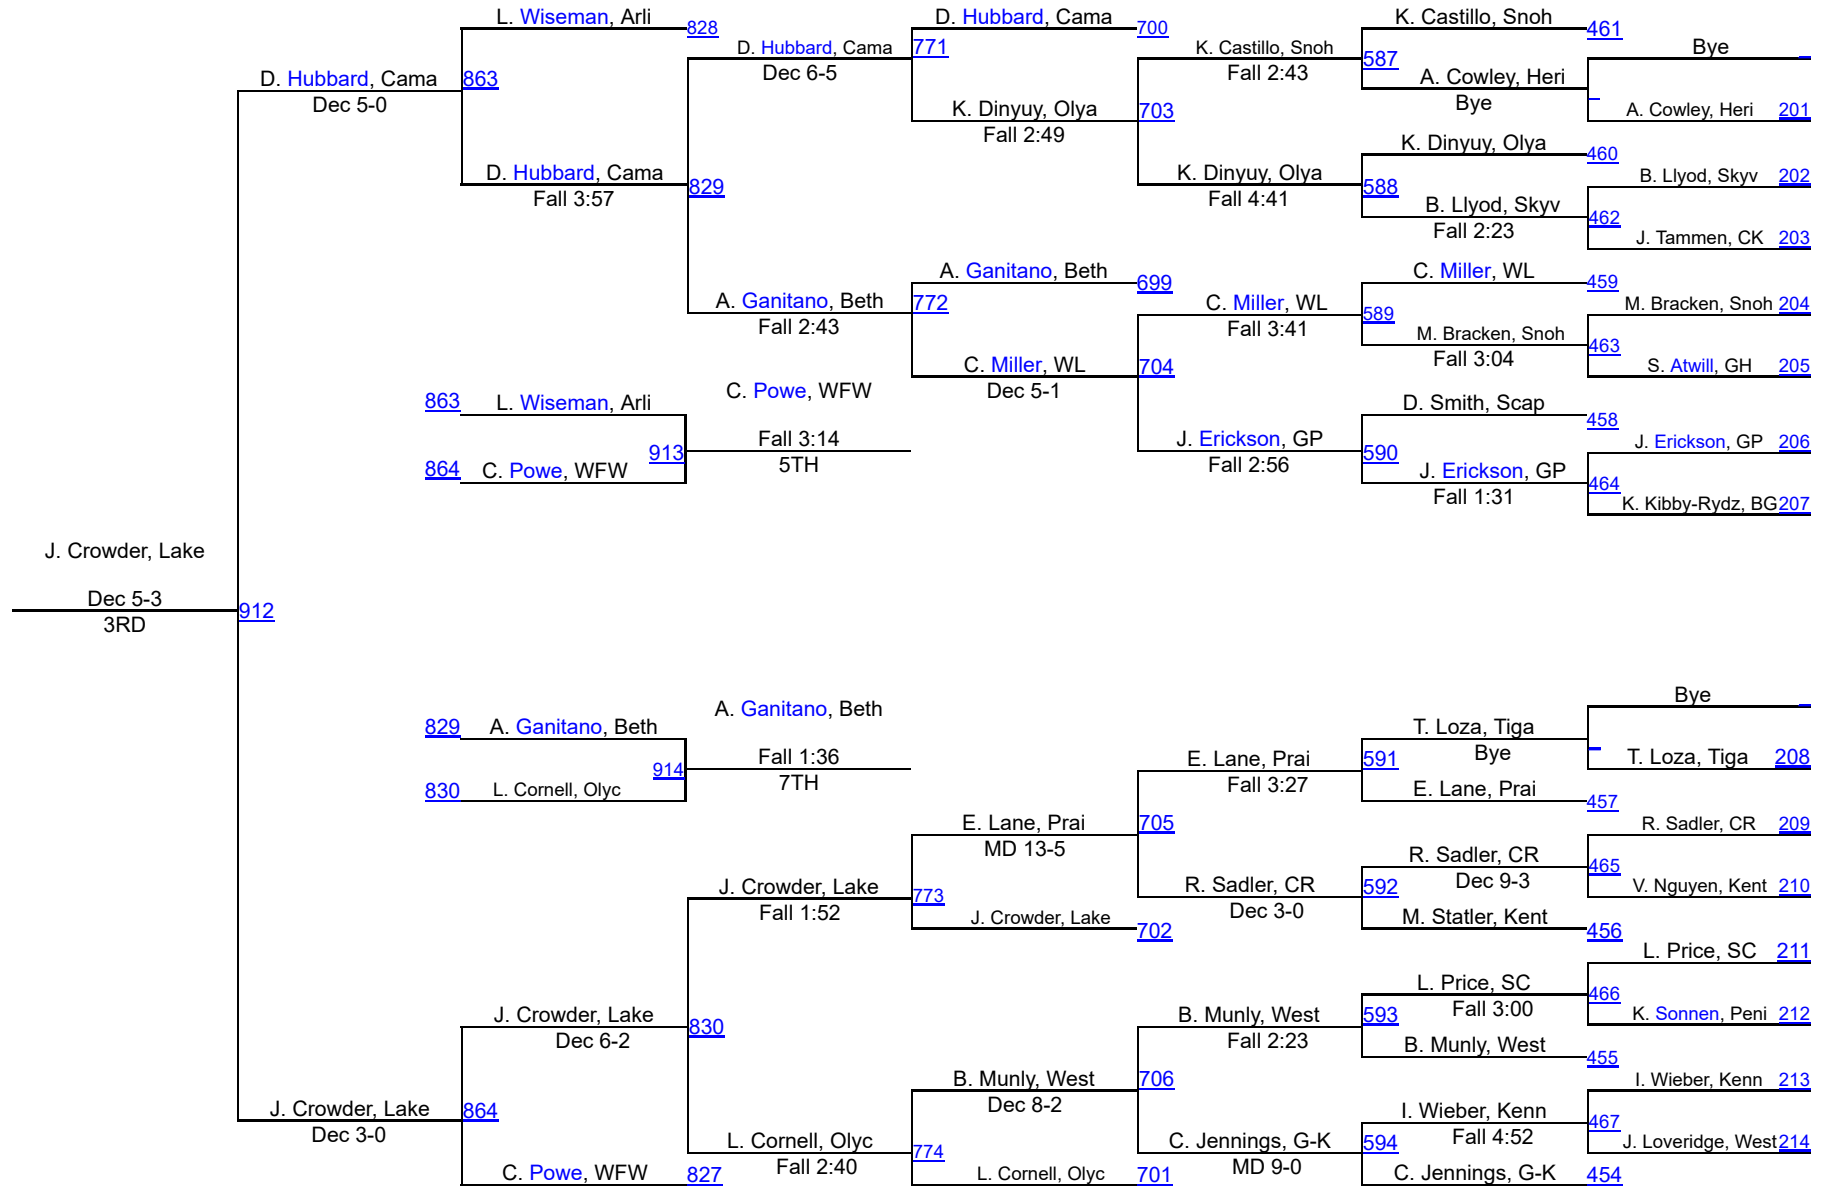 L. Wiseman, Arli
828
D. Hubbard, Cama
700
K. Castillo, Snoh
461
D. Hubbard, Cama
771
K. Castillo, Snoh
587
Bye
Dec 6-5
Fall 2:43
D. Hubbard, Cama
863
A. Cowley, Heri
Dec 5-0
Bye
K. Dinyuy, Olya
703
A. Cowley, Heri
201
Fall 2:49
K. Dinyuy, Olya
460
D. Hubbard, Cama
829
K. Dinyuy, Olya
588
B. Llyod, Skyv
202
Fall 3:57
Fall 4:41
B. Llyod, Skyv
462
Fall 2:23
J. Tammen, CK
203
A. Ganitano, Beth
699
C. Miller, WL
459
A. Ganitano, Beth
772
C. Miller, WL
589
M. Bracken, Snoh
204
Fall 2:43
Fall 3:41
M. Bracken, Snoh
463
Fall 3:04
C. Miller, WL
704
S. Atwill, GH
205
C. Powe, WFW
Dec 5-1
863
L. Wiseman, Arli
D. Smith, Scap
458
Fall 3:14
J. Erickson, GP
590
J. Erickson, GP
206
913
5TH
Fall 2:56
864
C. Powe, WFW
J. Erickson, GP
464
Fall 1:31
K. Kibby-Rydz, BG
207
J. Crowder, Lake
Dec 5-3
912
3RD
Bye
A. Ganitano, Beth
829
A. Ganitano, Beth
T. Loza, Tiga
Fall 1:36
E. Lane, Prai
591
Bye
T. Loza, Tiga
208
914
7TH
Fall 3:27
830
L. Cornell, Olyc
E. Lane, Prai
457
E. Lane, Prai
705
R. Sadler, CR
209
MD 13-5
R. Sadler, CR
465
J. Crowder, Lake
773
R. Sadler, CR
592
Dec 9-3
V. Nguyen, Kent
210
Fall 1:52
Dec 3-0
J. Crowder, Lake
702
M. Statler, Kent
456
L. Price, SC
211
L. Price, SC
466
J. Crowder, Lake
830
B. Munly, West
593
Fall 3:00
K. Sonnen, Peni
212
Dec 6-2
Fall 2:23
B. Munly, West
455
B. Munly, West
706
I. Wieber, Kenn
213
Dec 8-2
J. Crowder, Lake
864
I. Wieber, Kenn
467
Dec 3-0
Fall 4:52
L. Cornell, Olyc
774
C. Jennings, G-K
594
J. Loveridge, West
214
Fall 2:40
MD 9-0
C. Powe, WFW
827
L. Cornell, Olyc
701
C. Jennings, G-K
454